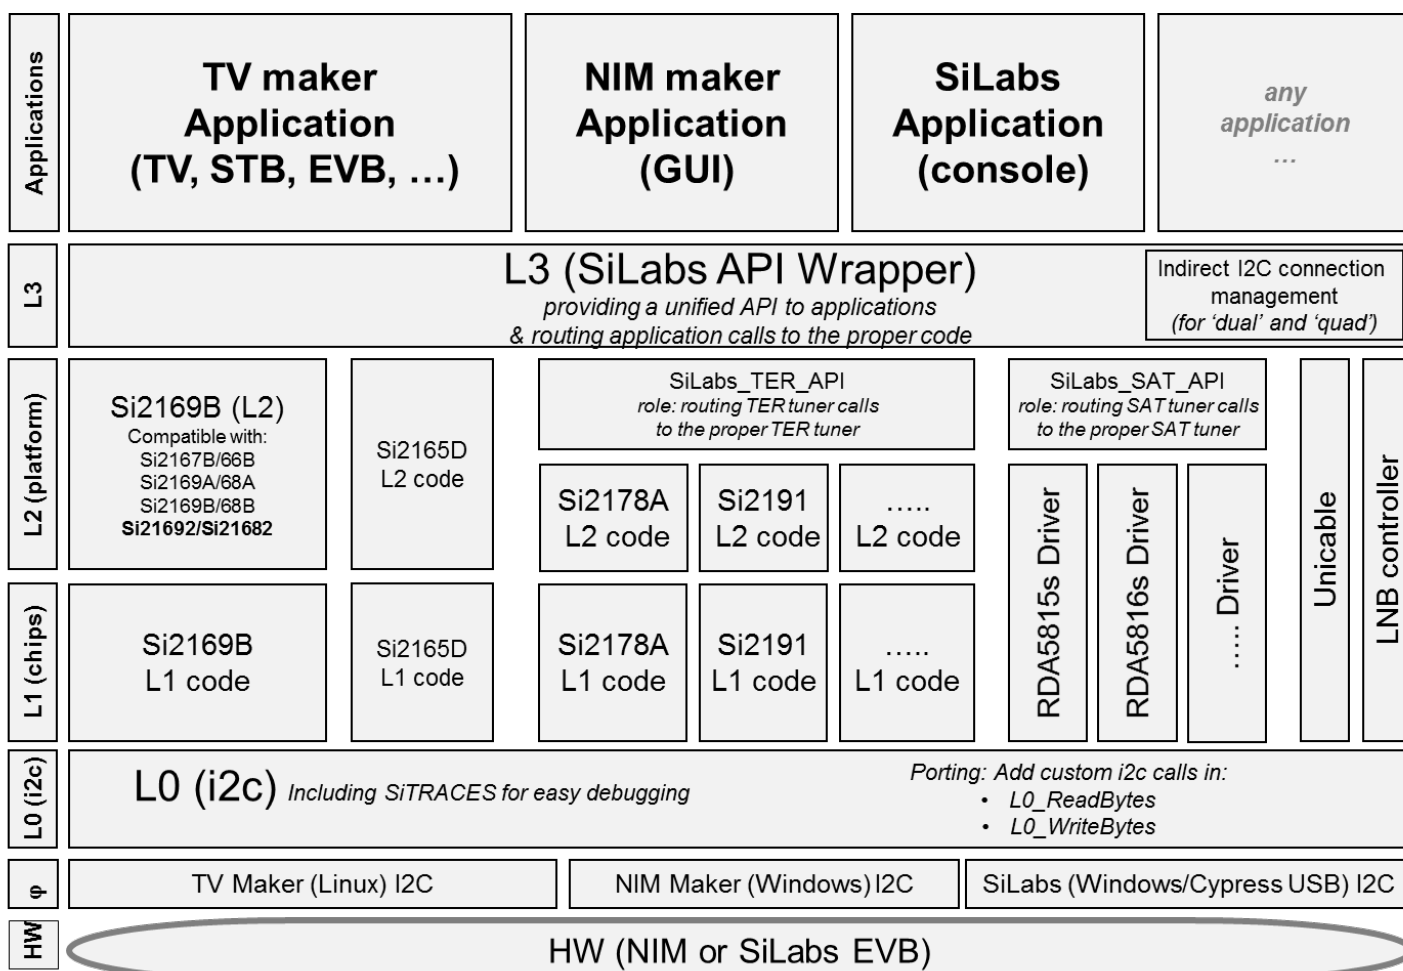 Applications
TV maker
Application
(TV, STB, EVB, …)
NIM maker
Application
(GUI)
SiLabs
Application
(console)
any
application
…
L3
L3 (SiLabs API Wrapper)
providing a unified API to applications
& routing application calls to the proper code
Indirect I2C connection
management
(for ‘dual’ and ‘quad’)
L2 (platform)
Si2169B (L2)
Compatible with:
Si2167B/66B
Si2169A/68A
Si2169B/68B
Si21692/Si21682
Si2165D
L2 code
SiLabs_TER_API
role: routing TER tuner calls
to the proper TER tuner
Si2178A
L2 code
Si2191
L2 code
…..
L2 code
SiLabs_SAT_API
role: routing SAT tuner calls
to the proper SAT tuner
RDA5815s Driver
RDA5816s Driver
….. Driver
Unicable
LNB controller
L1 (chips)
Si2169B
L1 code
Si2165D
L1 code
Si2178A
L1 code
Si2191
L1 code
…..
L1 code
L0 (i2c)
L0 (i2c) Including SiTRACES for easy debugging
Porting: Add custom i2c calls in:
• L0_ReadBytes
• L0_WriteBytes
φ
TV Maker (Linux) I2C
NIM Maker (Windows) I2C
SiLabs (Windows/Cypress USB) I2C
HW
HW (NIM or SiLabs EVB)